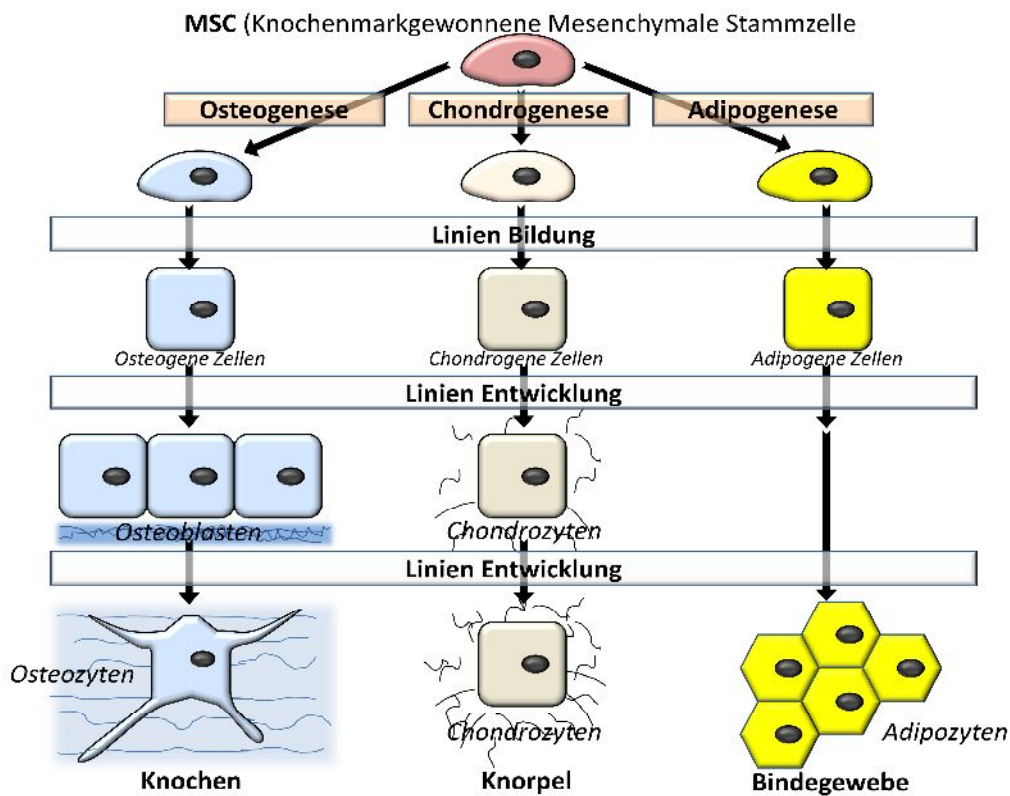 MSC (Knochenmarkgewonnene Mesenchymale Stammzelle
Osteogenese
Chondrogenese
Adipogenese
Linien Bildung
Osteogene Zellen
Chondrogene Zellen
Adipogene Zellen
Linien Entwicklung
Osteoblasten
Chondrozyten
Linien Entwicklung
Osteozyten
Chondrozyten
Adipozyten
Knochen
Knorpel
Bindegewebe